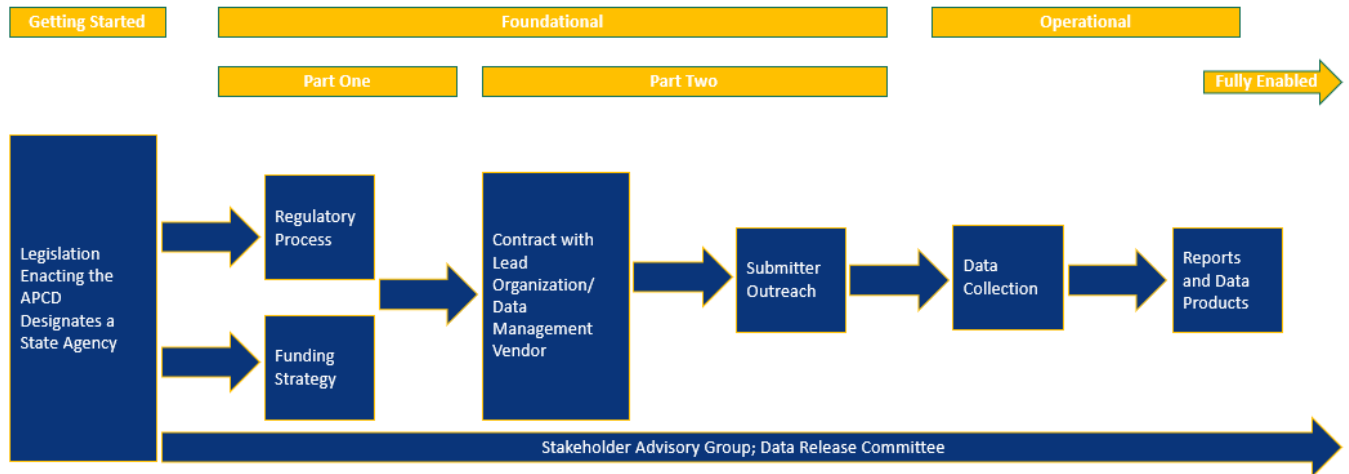 Getting Started
Foundational
Operational
Part One
Part Two
Fully Enabled
Legislation
Enacting the
APCD
Designates a
State Agency
Regulatory
Process
Funding
Strategy
Contract with
Lead
Organization/
Data
Management
Vendor
Submitter
Outreach
Data
Collection
Reports
and Data
Products
Stakeholder Advisory Group; Data Release Committee